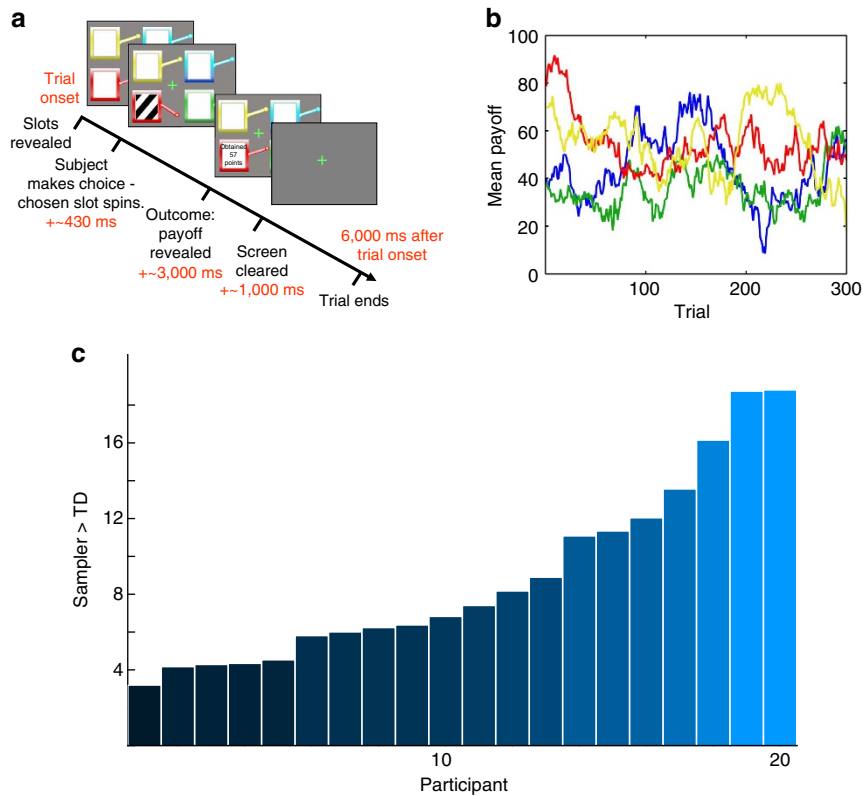 a
Trial
onset
Slots
revealed
Subject
makes choice -
chosen slot spins.
+~430 ms
Obtained
57
points
Outcome:
payoff
revealed
+~3,000 ms
Screen
cleared
+~1,000 ms
6,000 ms after
trial onset
Trial ends
b
Mean payoff
100
80
60
40
20
0
100
200
300
Trial
c
Sampler > TD
16
12
8
4
10
20
Participant